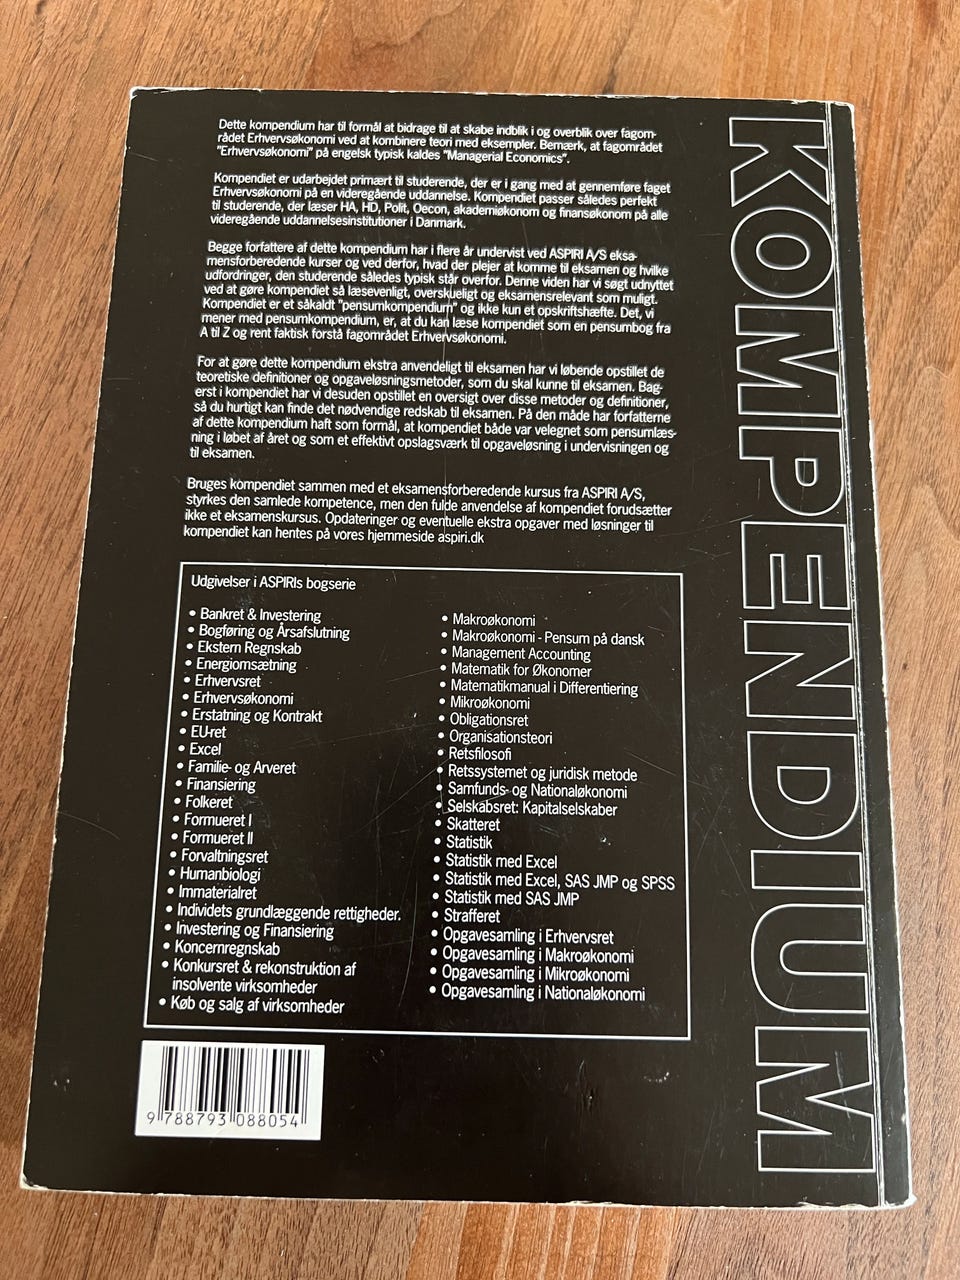 Dette kompendium har til formål at bidrage til at skabe indblik i og overblik over fagom-
rådet Erhvervsøkonomi ved at kombinere teori med eksempler. Bemærk, at fagområdet
"Erhvervsøkonomi" på engelsk typisk kaldes "Managerial Economics".
Kompendiet er udarbejdet primært til studerende, der er i gang med at gennemføre faget
Erhvervsøkonomi på en videregående uddannelse. Kompendiet passer således perfekt
til studerende, der læser HA, HD, Polit, Oecon, akademiøkonom og finansøkonom på alle
videregående uddannelsesinstitutioner i Danmark.
Begge forfattere af dette kompendium har i flere år undervist ved ASPIRI A/S eksa-
mensforberedende kurser og ved derfor, hvad der plejer at komme til eksamen og hvilke
udfordringer, den studerende således typisk står overfor. Denne viden har vi søgt udnyttet
ved at gøre kompendiet så læsevenligt, overskueligt og eksamensrelevant som muligt.
Kompendiet er et såkaldt "pensumkompendium" og ikke kun et opskriftshæfte. Det, vi
mener med pensumkompendium, er, at du kan læse kompendiet som en pensumbog fra
A til Z og rent faktisk forstå fagområdet Erhvervsøkonomi.
For at gøre dette kompendium ekstra anvendeligt til eksamen har vi løbende opstillet de
teoretiske definitioner og opgaveløsningsmetoder, som du skal kunne til eksamen. Bag-
erst i kompendiet har vi desuden opstillet en oversigt over disse metoder og definitioner,
så du hurtigt kan finde det nødvendige redskab til eksamen. På den måde har forfatterne
af dette kompendium haft som formål, at kompendiet både var velegnet som pensumlæs-
ning i løbet af året og som et effektivt opslagsværk til opgaveløsning i undervisningen og
til eksamen.
Bruges kompendiet sammen med et eksamensforberedende kursus fra ASPIRI A/S,
styrkes den samlede kompetence, men den fulde anvendelse af kompendiet forudsætter
ikke et eksamenskursus. Opdateringer og eventuelle ekstra opgaver med løsninger til
kompendiet kan hentes på vores hjemmeside aspiri.dk
Udgivelser i ASPIRIs bogserie
• Bankret & Investering
• Bogføring og Årsafslutning
• Ekstern Regnskab
• Energiomsætning
• Erhvervsret
• Erhvervsøkonomi
• Erstatning og Kontrakt
• EU-ret
• Excel
• Familie- og Arveret
• Finansiering
• Folkeret
• Formueret I
• Formueret II
• Forvaltningsret
• Humanbiologi
• Immaterialret
• Individets grundlæggende rettigheder.
• Investering og Finansiering
• Koncernregnskab
• Konkursret & rekonstruktion af
insolvente virksomheder
• Køb og salg af virksomheder
• Makroøkonomi
• Makroøkonomi - Pensum på dansk
• Management Accounting
• Matematik for Økonomer
• Matematikmanual i Differentiering
• Mikroøkonomi
• Obligationsret
• Organisationsteori
• Retsfilosofi
• Retssystemet og juridisk metode
• Samfunds- og Nationaløkonomi
• Selskabsret: Kapitalselskaber
• Skatteret
• Statistik
• Statistik med Excel
• Statistik med Excel, SAS JMP og SPSS
• Statistik med SAS JMP
• Strafferet
• Opgavesamling i Erhvervsret
• Opgavesamling i Makroøkonomi
• Opgavesamling i Mikroøkonomi
• Opgavesamling i Nationaløkonomi
9 788793 088054
KOMPENDIUM